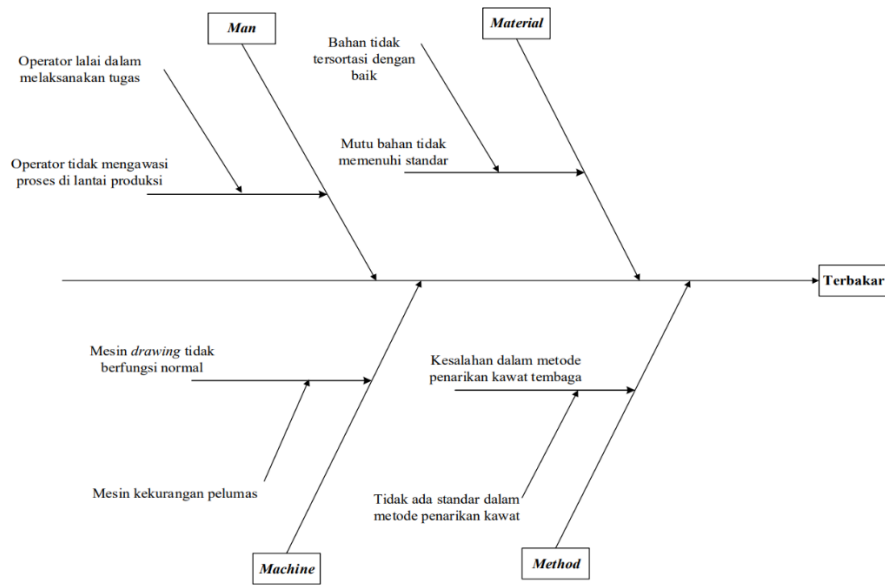 Man
Material
Operator lalai dalam
melaksanakan tugas
Bahan tidak
tersortasi dengan
baik
Operator tidak mengawasi
proses di lantai produksi
Mutu bahan tidak
memenuhi standar
Terbakar
Mesin drawing tidak
berfungsi normal
Kesalahan dalam metode
penarikan kawat tembaga
Mesin kekurangan pelumas
Tidak ada standar dalam
metode penarikan kawat
Machine
Method